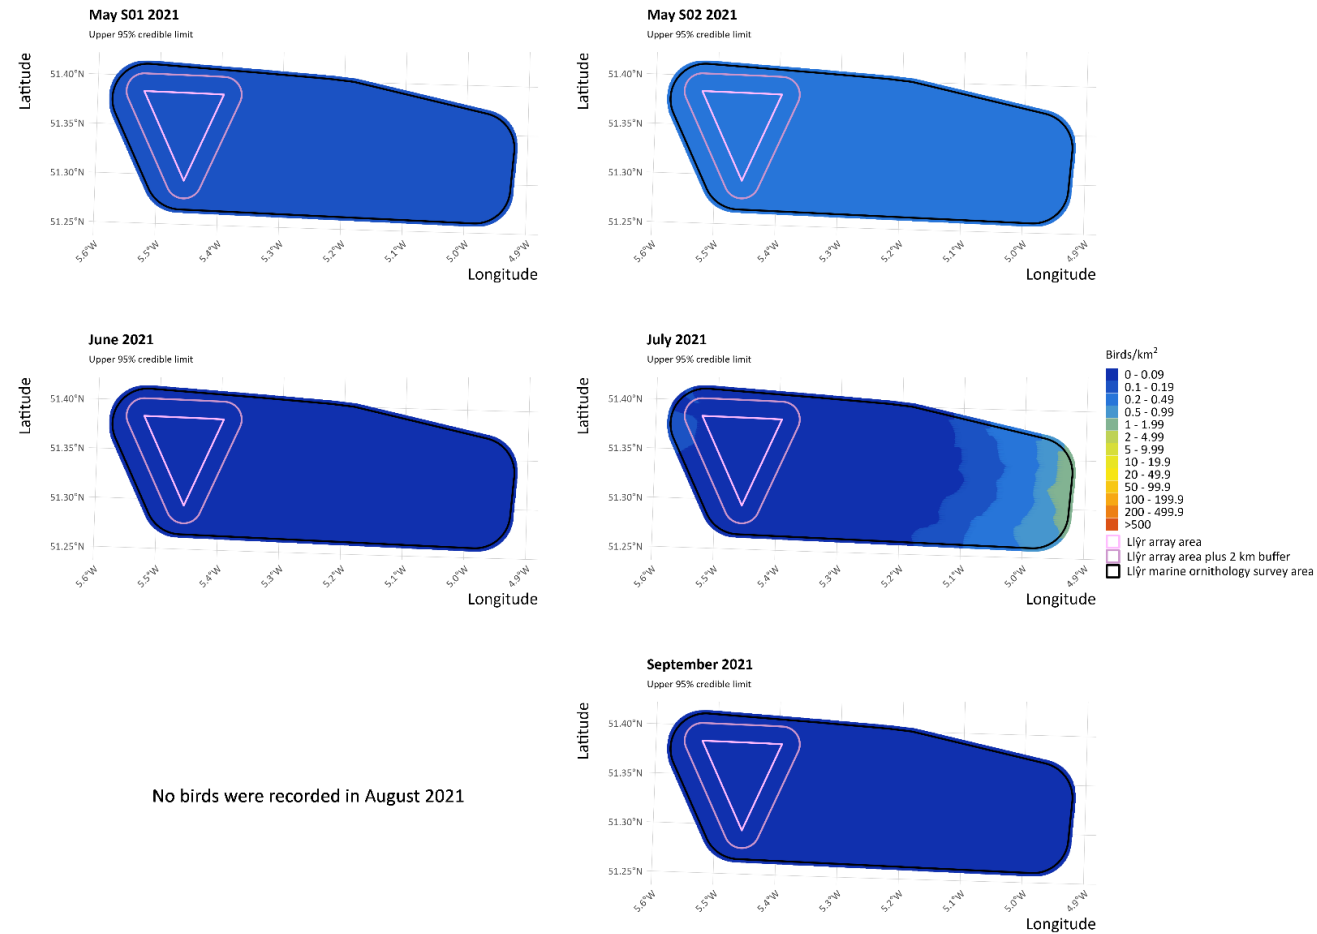 May S01 2021
Upper 95% credible limit
Latitude
51.40°N
51.35°N
51.30°N
51.25°N
5.6°W
5.5°W
5.4°W
5.3°W
5.2°W
5.1°W
5.0°W
4.9°W
Longitude
May S02 2021
Upper 95% credible limit
Latitude
51.40°N
51.35°N
51.30°N
51.25°N
5.6°W
5.5°W
5.4°W
5.3°W
5.2°W
5.1°W
5.0°W
4.9°W
Longitude
June 2021
Upper 95% credible limit
Latitude
51.40°N
51.35°N
51.30°N
51.25°N
5.6°W
5.5°W
5.4°W
5.3°W
5.2°W
5.1°W
5.0°W
4.9°W
Longitude
July 2021
Upper 95% credible limit
Latitude
51.40°N
51.35°N
51.30°N
51.25°N
5.6°W
5.5°W
5.4°W
5.3°W
5.2°W
5.1°W
5.0°W
4.9°W
Longitude
Birds/km²
0 - 0.09
0.1 - 0.19
0.2 - 0.49
0.5 - 0.99
1 - 1.99
2 - 4.99
5 - 9.99
10 - 19.9
20 - 49.9
50 - 99.9
100 - 199.9
200 - 499.9
>500
Llŷr array area
Llŷr array area plus 2 km buffer
Llŷr marine ornithology survey area
No birds were recorded in August 2021
September 2021
Upper 95% credible limit
Latitude
51.40°N
51.35°N
51.30°N
51.25°N
5.6°W
5.5°W
5.4°W
5.3°W
5.2°W
5.1°W
5.0°W
4.9°W
Longitude